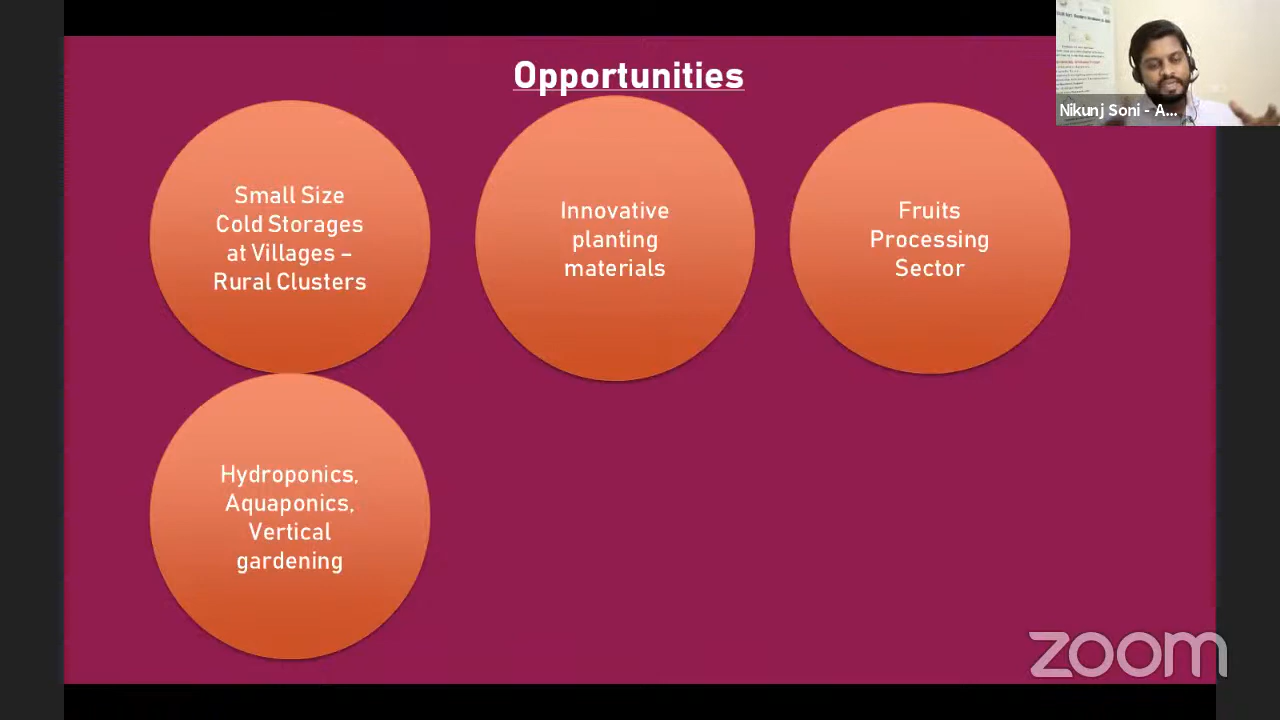 Opportunities
Small Size
Cold Storages
at Villages –
Rural Clusters
Innovative
planting
materials
Fruits
Processing
Sector
Hydroponics,
Aquaponics,
Vertical
gardening
Nikunj Soni - A...
zoom